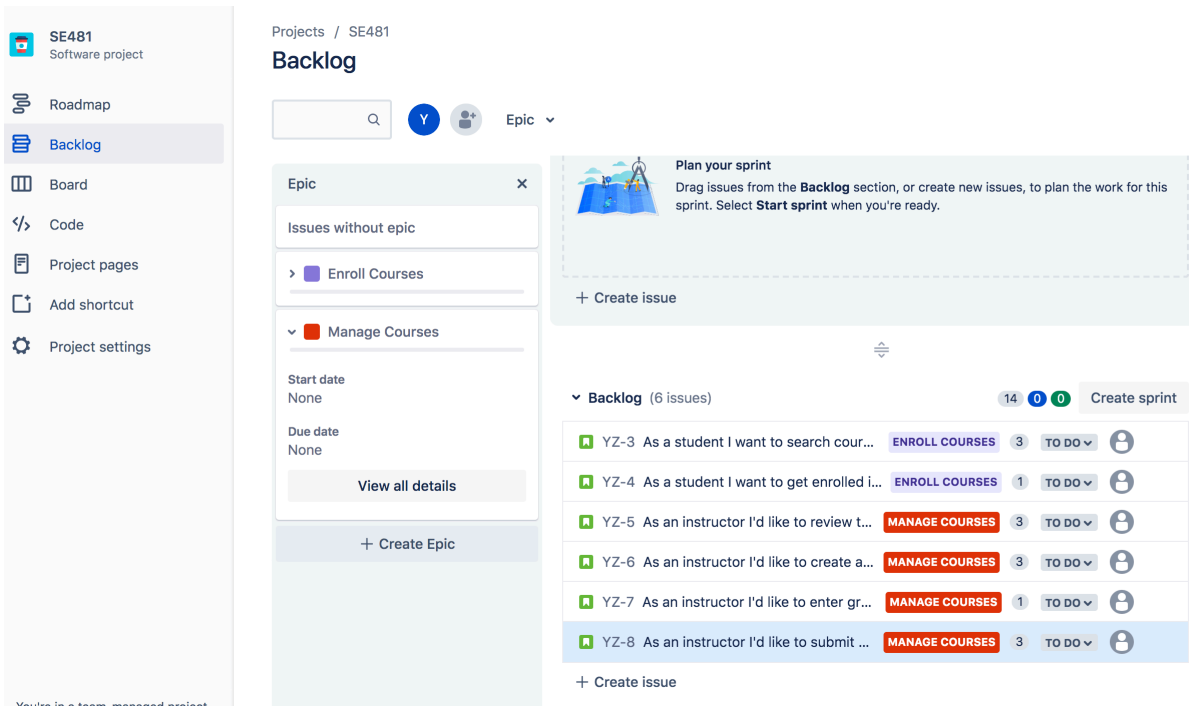 SE481
Software project
Roadmap
Backlog
Board
Code
Project pages
Add shortcut
Project settings
You're in a team-managed project
Projects / SE481
Backlog
Y
Epic
Epic
Issues without epic
Enroll Courses
Manage Courses
Start date
None
Due date
None
View all details
+ Create Epic
Plan your sprint
Drag issues from the Backlog section, or create new issues, to plan the work for this
sprint. Select Start sprint when you're ready.
+ Create issue
Backlog (6 issues) 14 0 0 Create sprint
YZ-3 As a student I want to search cour... ENROLL COURSES 3 TO DO
YZ-4 As a student I want to get enrolled i... ENROLL COURSES 1 TO DO
YZ-5 As an instructor I'd like to review t... MANAGE COURSES 3 TO DO
YZ-6 As an instructor I'd like to create a... MANAGE COURSES 3 TO DO
YZ-7 As an instructor I'd like to enter gr... MANAGE COURSES 1 TO DO
YZ-8 As an instructor I'd like to submit ... MANAGE COURSES 3 TO DO
+ Create issue